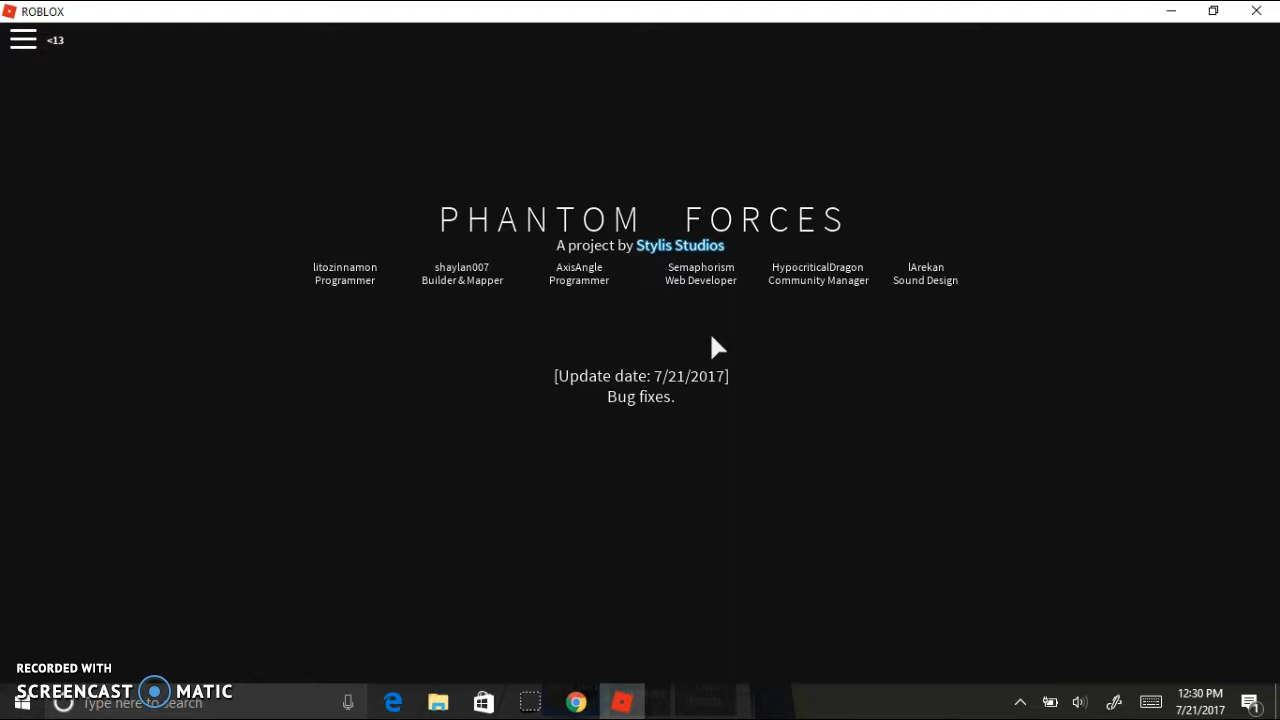 ROBLOX
<13
PHANTOM FORCES
A project by Stylis Studios
litozinnamon shaylan007 AxisAngle Semaphorism HypocriticalDragon lArekan
Programmer Builder & Mapper Programmer Web Developer Community Manager Sound Design
[Update date: 7/21/2017]
Bug fixes.
RECORDED WITH
SCREENCAST MATIC
Type here to search
12:30 PM
7/21/2017
1